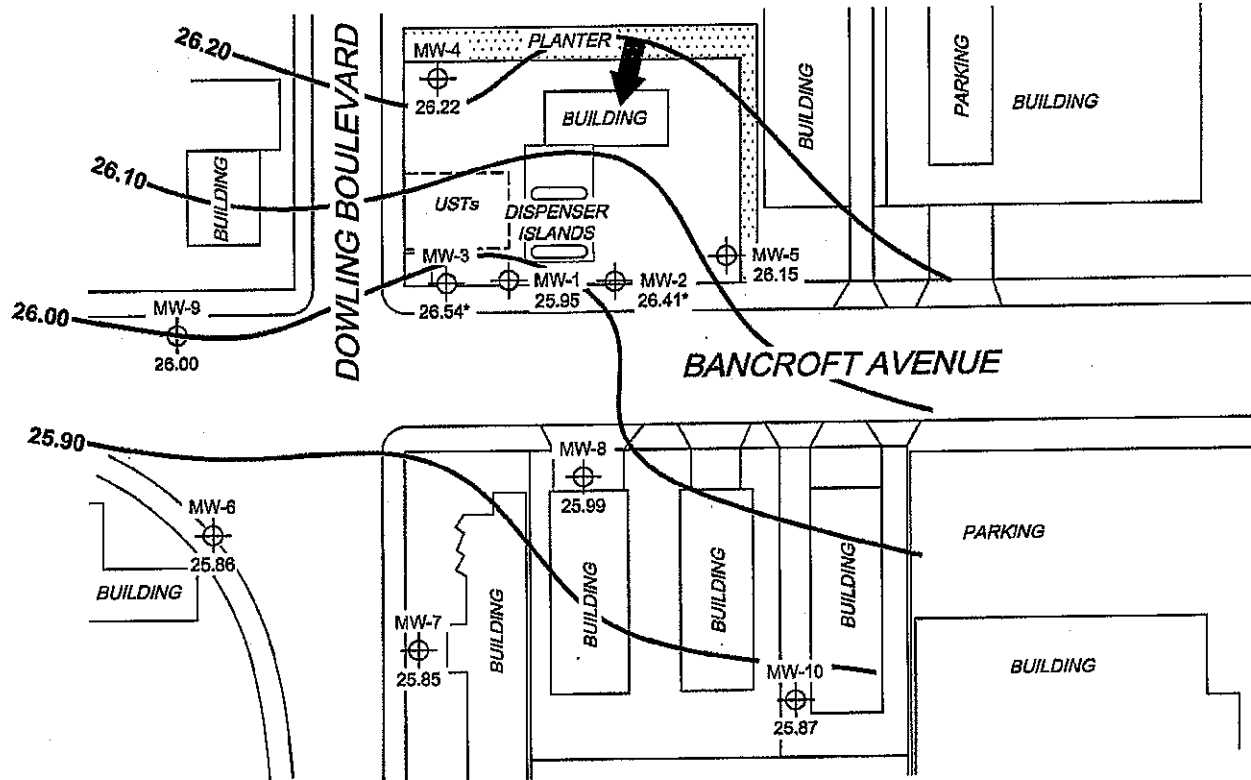 26.20
DOWLING BOULEVARD
MW-4
26.22
PLANTER
BUILDING
BUILDING
PARKING
BUILDING
26.10
BUILDING
USTs
DISPENSER
ISLANDS
MW-3
26.54*
MW-1
25.95
MW-2
26.41*
MW-5
26.15
26.00
MW-9
26.00
BANCROFT AVENUE
25.90
MW-6
25.86
BUILDING
MW-7
25.85
BUILDING
MW-8
25.99
BUILDING
BUILDING
BUILDING
MW-10
25.87
PARKING
BUILDING